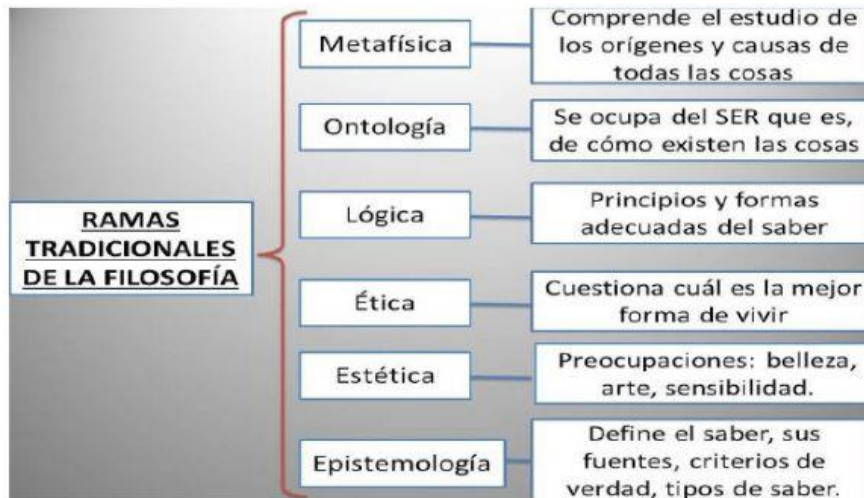 RAMAS
TRADICIONALES
DE LA FILOSOFÍA
Metafísica
Comprende el estudio de
los orígenes y causas de
todas las cosas
Ontología
Se ocupa del SER que es,
de cómo existen las cosas
Lógica
Principios y formas
adecuadas del saber
Ética
Cuestiona cuál es la mejor
forma de vivir
Estética
Preocupaciones: belleza,
arte, sensibilidad.
Epistemología
Define el saber, sus
fuentes, criterios de
verdad, tipos de saber.